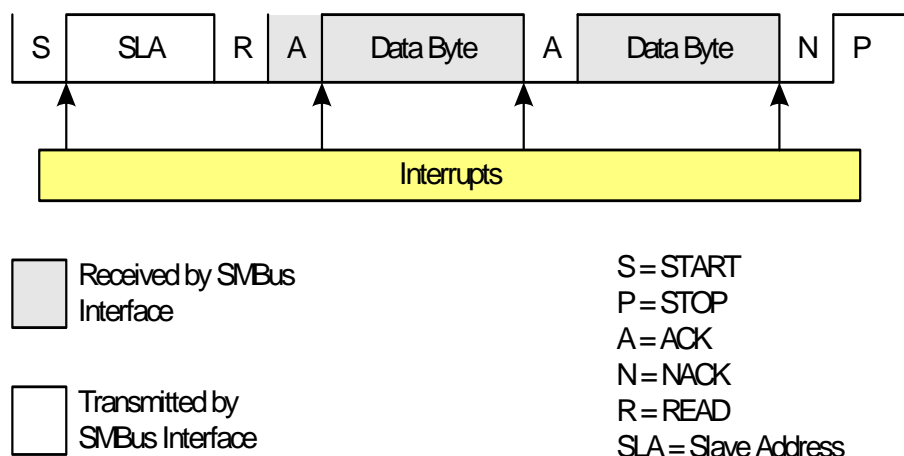 S SLA R A Data Byte A Data Byte N P
Interrupts
Received by SMBus
Interface
Transmitted by
SMBus Interface
S = START
P = STOP
A = ACK
N = NACK
R = READ
SLA = Slave Address